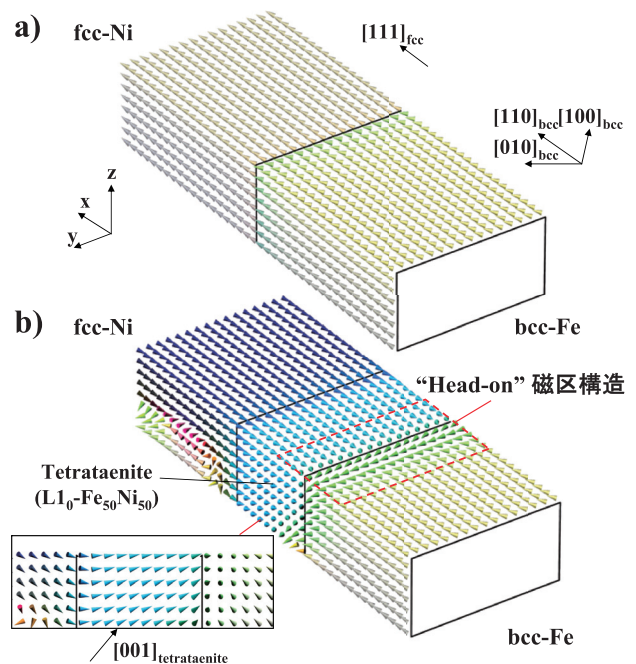 a)
fcc-Ni
[111]fcc
[110]bcc [100]bcc
[010]bcc
z
x
y
b)
fcc-Ni
bcc-Fe
“Head-on” 磁区構造
Tetrataenite
(L1₀-Fe₅₀Ni₅₀)
[001]tetrataenite
bcc-Fe